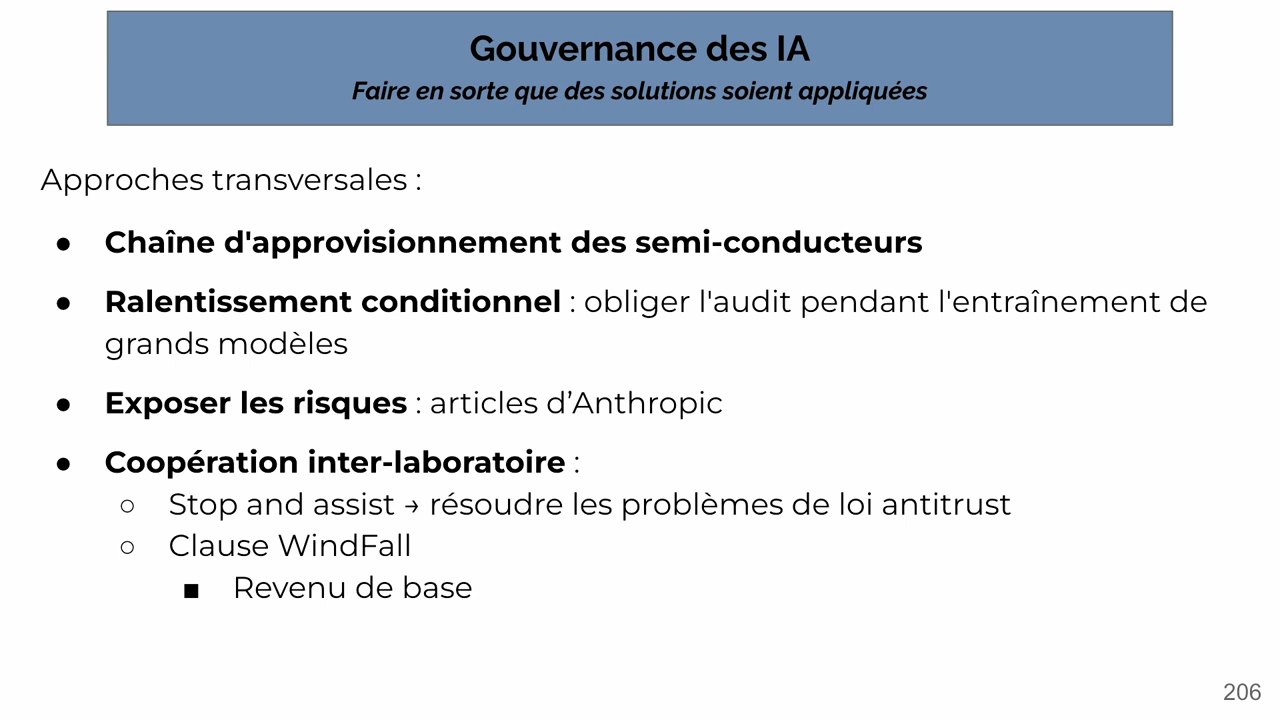 Gouvernance des IA
Faire en sorte que des solutions soient appliquées
Approches transversales :
● Chaîne d'approvisionnement des semi-conducteurs
● Ralentissement conditionnel : obliger l'audit pendant l'entraînement de
grands modèles
● Exposer les risques : articles d’Anthropic
● Coopération inter-laboratoire :
○ Stop and assist → résoudre les problèmes de loi antitrust
○ Clause WindFall
■ Revenu de base
206